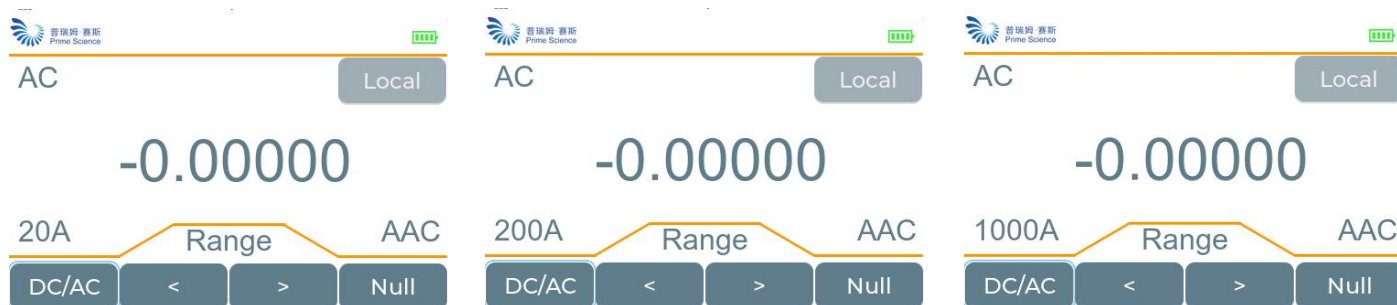 普瑞姆·赛斯
Prime Science
AC
Local
-0.00000
20A
Range
AAC
DC/AC
<
>
Null
普瑞姆·赛斯
Prime Science
AC
Local
-0.00000
200A
Range
AAC
DC/AC
<
>
Null
普瑞姆·赛斯
Prime Science
AC
Local
-0.00000
1000A
Range
AAC
DC/AC
<
>
Null